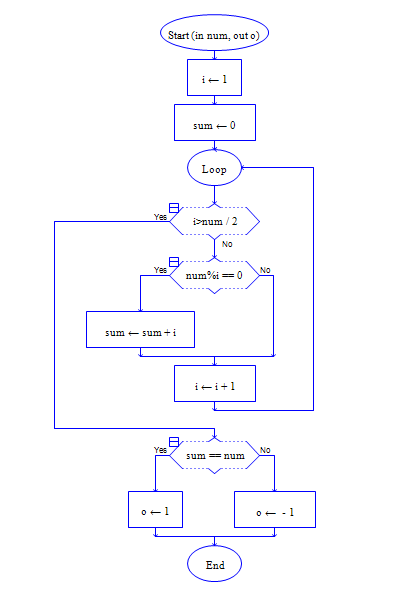 Start (in num, out o)
i ← 1
sum ← 0
Loop
Yes
i>num / 2
No
Yes
num%i == 0
No
sum ← sum + i
i ← i + 1
Yes
sum == num
No
o ← 1
o ← - 1
End